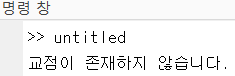 명령 창
>> untitled
교점이 존재하지 않습니다.